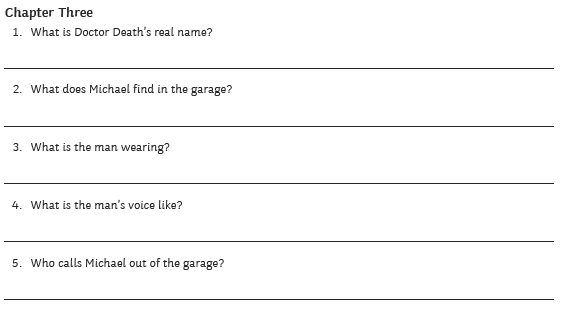 Chapter Three
1. What is Doctor Death's real name?
2. What does Michael find in the garage?
3. What is the man wearing?
4. What is the man's voice like?
5. Who calls Michael out of the garage?